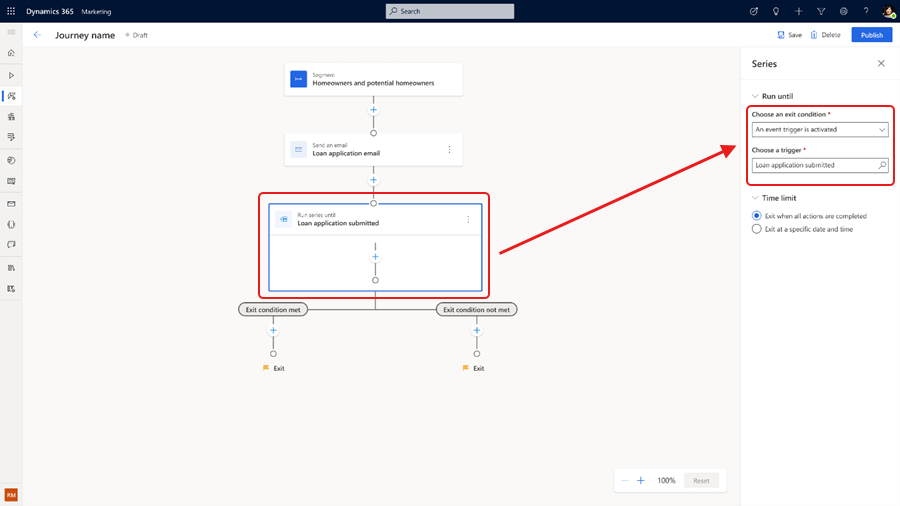 Dynamics 365 Marketing
Search
Journey name
Draft
Save
Delete
Publish
Segment
Homeowners and potential homeowners
Send an email
Loan application email
Run series until
Loan application submitted
Exit condition met
Exit condition not met
Exit
Exit
Series
Run until
Choose an exit condition *
An event trigger is activated
Choose a trigger *
Loan application submitted
Time limit
Exit when all actions are completed
Exit at a specific date and time
RM
100%
Reset